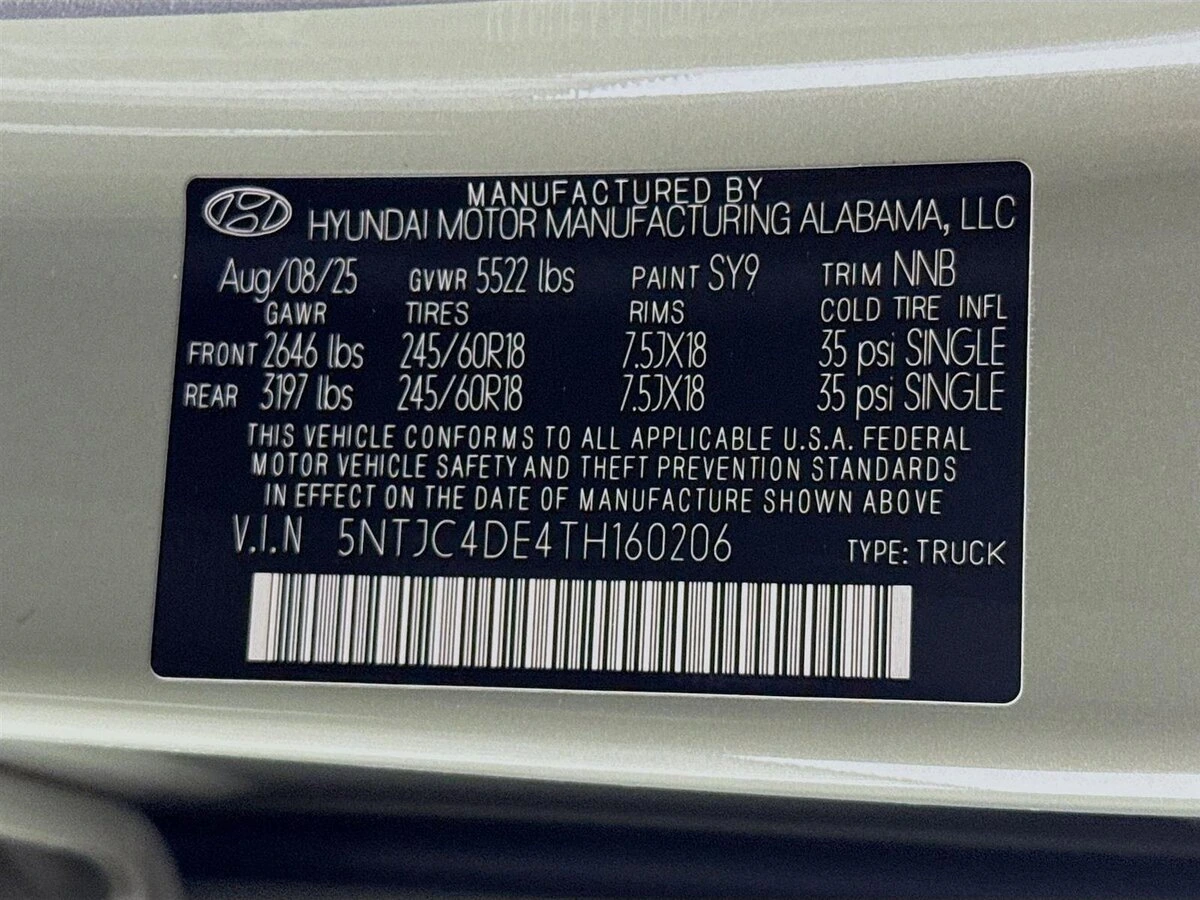 MANUFACTURED BY
HYUNDAI MOTOR MANUFACTURING ALABAMA, LLC
Aug/08/25 GVWR 5522 lbs PAINT SY9 TRIM NNB
GAWR TIRES RIMS COLD TIRE INFL
FRONT 2646 lbs 245/60R18 7.5JX18 35 psi SINGLE
REAR 3197 lbs 245/60R18 7.5JX18 35 psi SINGLE
THIS VEHICLE CONFORMS TO ALL APPLICABLE U.S.A. FEDERAL
MOTOR VEHICLE SAFETY AND THEFT PREVENTION STANDARDS
IN EFFECT ON THE DATE OF MANUFACTURE SHOWN ABOVE
V.I.N 5NTJC4DE4TH160206 TYPE: TRUCK